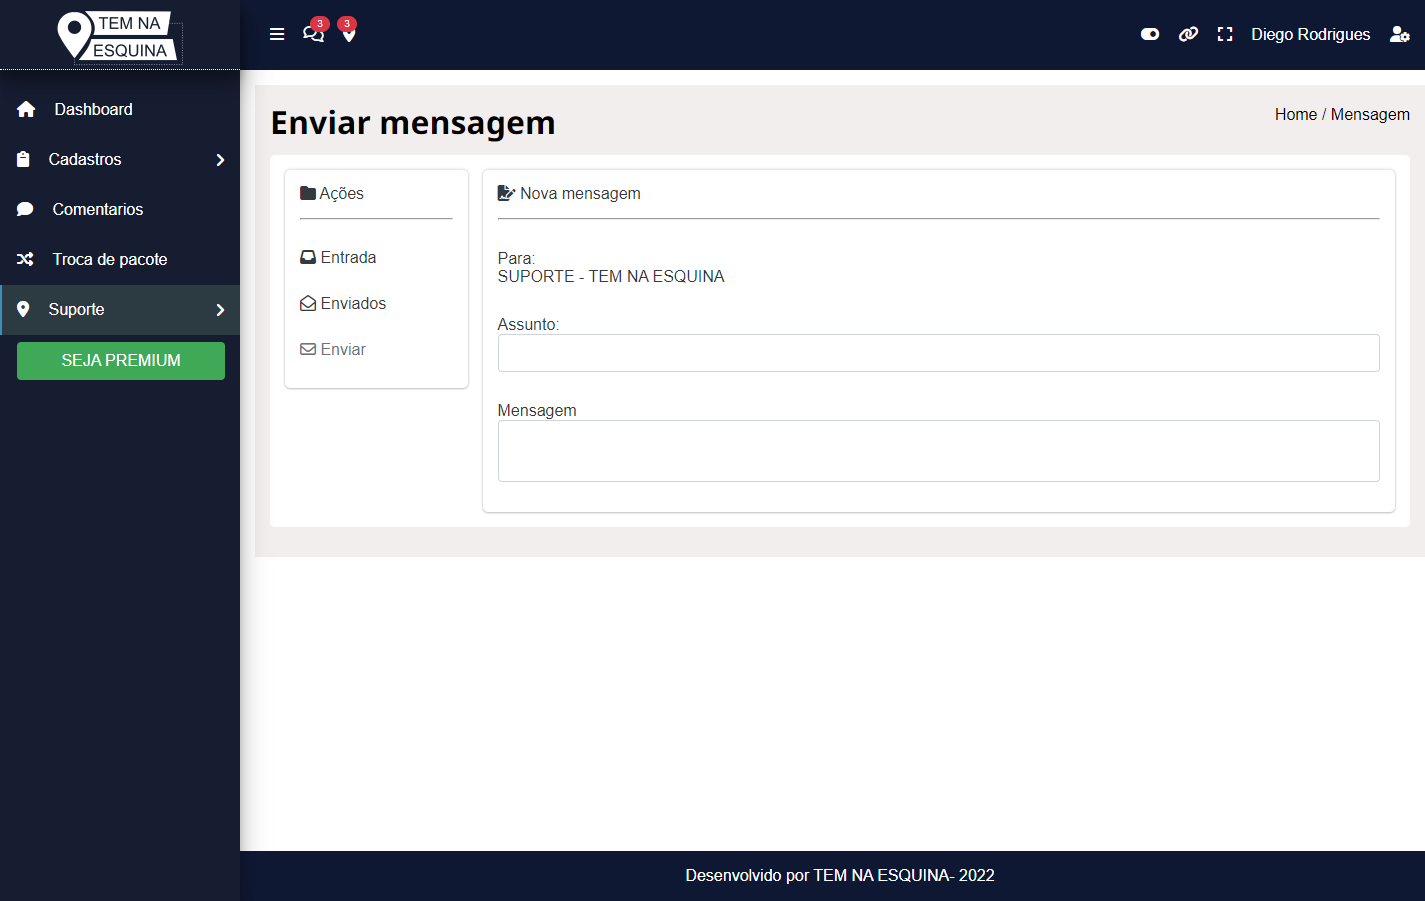 TEM NA
ESQUINA
3
3
Diego Rodrigues
Dashboard
Cadastros
Comentarios
Troca de pacote
Suporte
SEJA PREMIUM
Enviar mensagem
Home / Mensagem
Ações
Entrada
Enviados
Enviar
Nova mensagem
Para:
SUPORTE - TEM NA ESQUINA
Assunto:
Mensagem
Desenvolvido por TEM NA ESQUINA- 2022